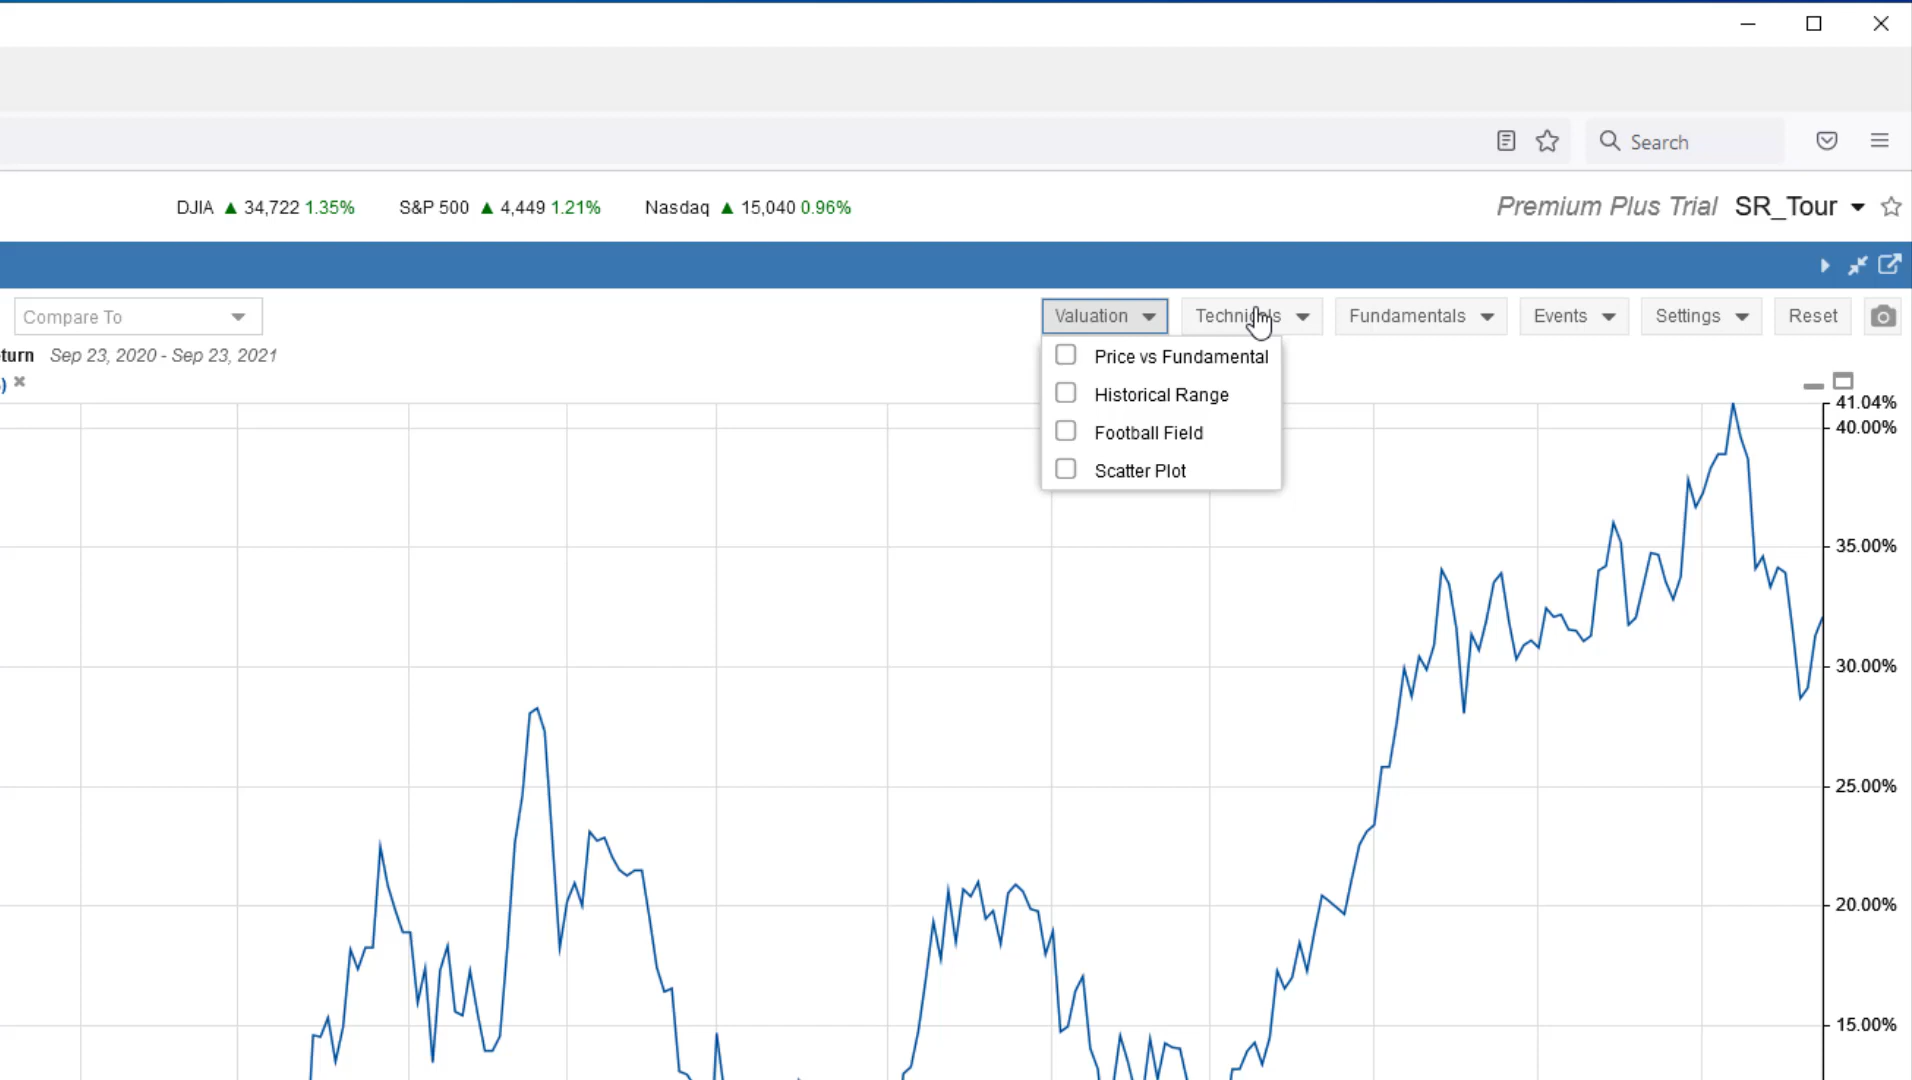 Search
DJIA ▲ 34,722 1.35% S&P 500 ▲ 4,449 1.21% Nasdaq ▲ 15,040 0.96%
Premium Plus Trial SR_Tour
Compare To
Valuation Fundamentals Events Settings Reset
Sep 23, 2020 - Sep 23, 2021
Price vs Fundamental
Historical Range
Football Field
Scatter Plot
41.04%
40.00%
35.00%
30.00%
25.00%
20.00%
15.00%